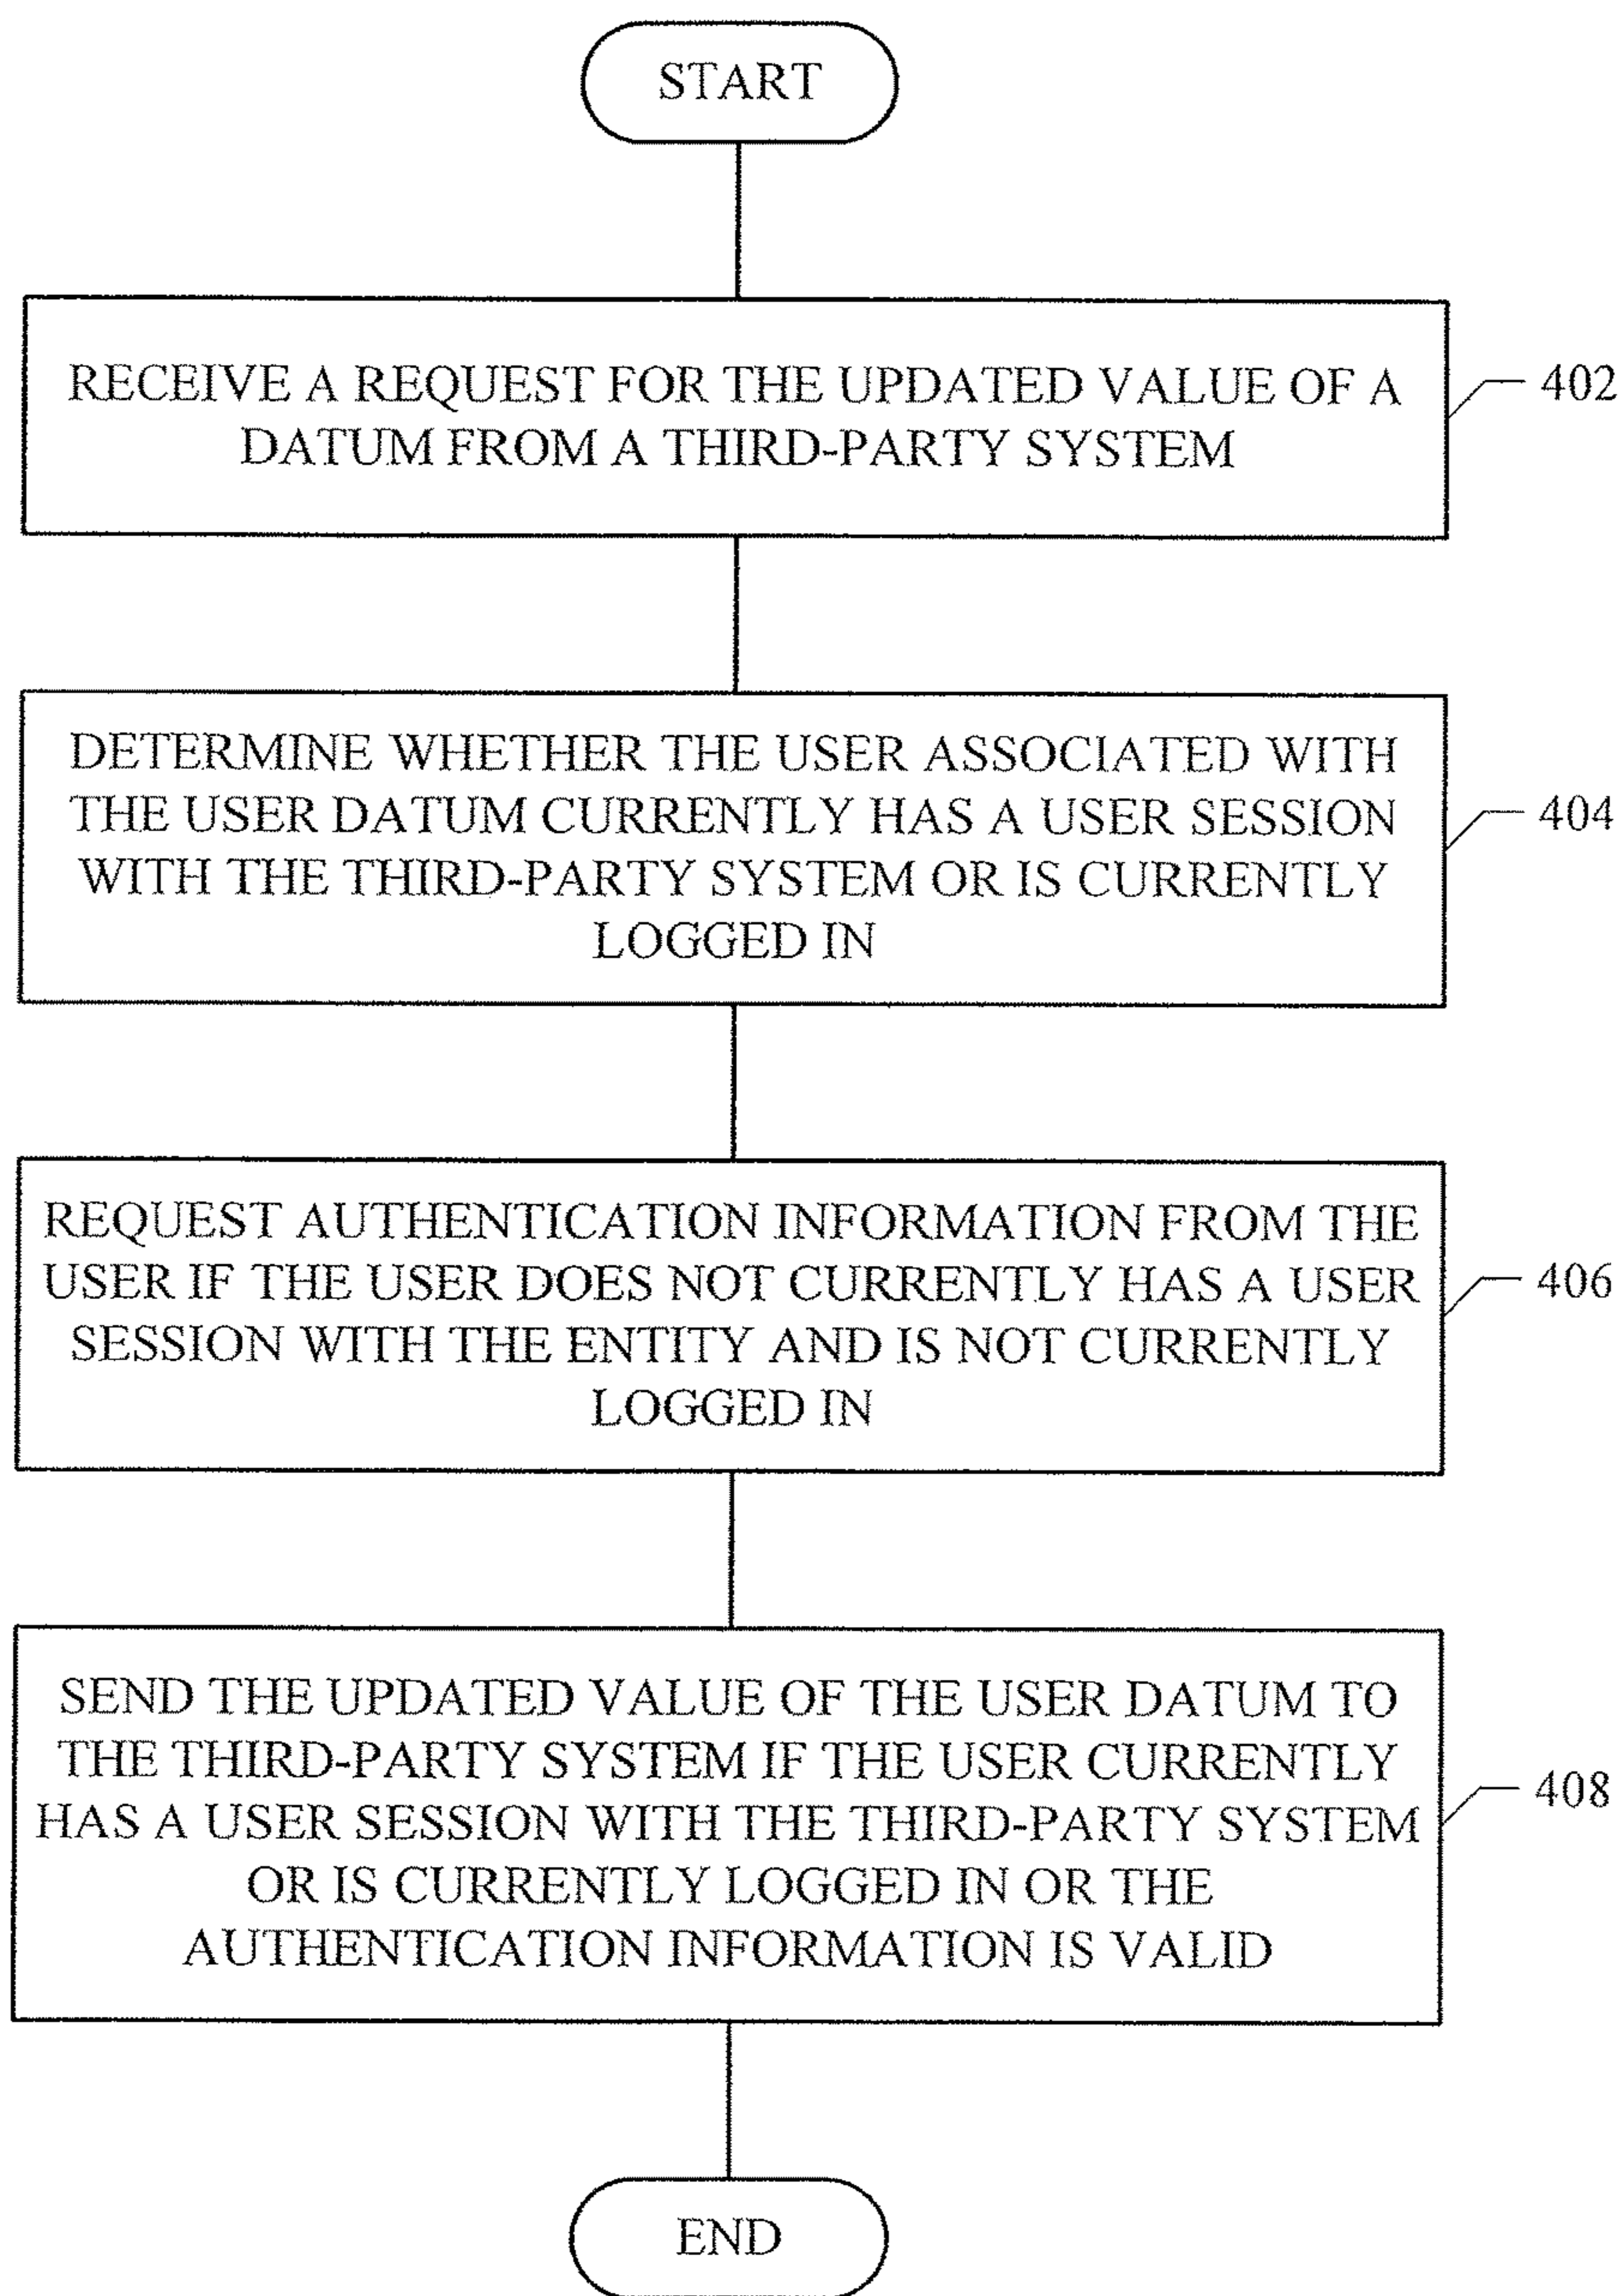 START
RECEIVE A REQUEST FOR THE UPDATED VALUE OF A
DATUM FROM A THIRD-PARTY SYSTEM
402
DETERMINE WHETHER THE USER ASSOCIATED WITH
THE USER DATUM CURRENTLY HAS A USER SESSION
WITH THE THIRD-PARTY SYSTEM OR IS CURRENTLY
LOGGED IN
404
REQUEST AUTHENTICATION INFORMATION FROM THE
USER IF THE USER DOES NOT CURRENTLY HAS A USER
SESSION WITH THE ENTITY AND IS NOT CURRENTLY
LOGGED IN
406
SEND THE UPDATED VALUE OF THE USER DATUM TO
THE THIRD-PARTY SYSTEM IF THE USER CURRENTLY
HAS A USER SESSION WITH THE THIRD-PARTY SYSTEM
OR IS CURRENTLY LOGGED IN OR THE
AUTHENTICATION INFORMATION IS VALID
408
END